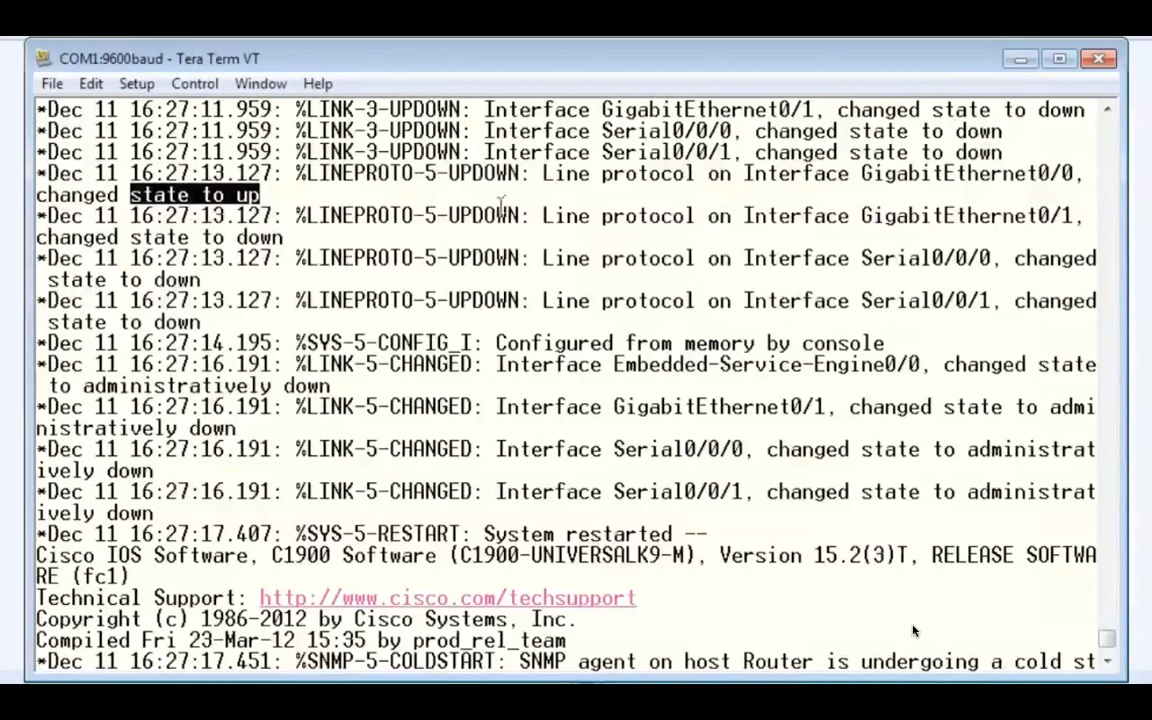 COM1:9600baud - Tera Term VT
File Edit Setup Control Window Help
*Dec 11 16:27:11.959: %LINK-3-UPDOWN: Interface GigabitEthernet0/1, changed state to down
*Dec 11 16:27:11.959: %LINK-3-UPDOWN: Interface Serial0/0/0, changed state to down
*Dec 11 16:27:11.959: %LINK-3-UPDOWN: Interface Serial0/0/1, changed state to down
*Dec 11 16:27:13.127: %LINEPROTO-5-UPDOWN: Line protocol on Interface GigabitEthernet0/0,
changed state to up
*Dec 11 16:27:13.127: %LINEPROTO-5-UPDOWN: Line protocol on Interface GigabitEthernet0/1,
changed state to down
*Dec 11 16:27:13.127: %LINEPROTO-5-UPDOWN: Line protocol on Interface Serial0/0/0, changed
state to down
*Dec 11 16:27:13.127: %LINEPROTO-5-UPDOWN: Line protocol on Interface Serial0/0/1, changed
state to down
*Dec 11 16:27:14.195: %SYS-5-CONFIG_I: Configured from memory by console
*Dec 11 16:27:16.191: %LINK-5-CHANGED: Interface Embedded-Service-Engine0/0, changed state
to administratively down
*Dec 11 16:27:16.191: %LINK-5-CHANGED: Interface GigabitEthernet0/1, changed state to admi
nistratively down
*Dec 11 16:27:16.191: %LINK-5-CHANGED: Interface Serial0/0/0, changed state to administrat
ively down
*Dec 11 16:27:16.191: %LINK-5-CHANGED: Interface Serial0/0/1, changed state to administrat
ively down
*Dec 11 16:27:17.407: %SYS-5-RESTART: System restarted --
Cisco IOS Software, C1900 Software (C1900-UNIVERSALK9-M), Version 15.2(3)T, RELEASE SOFTWA
RE (fc1)
Technical Support: http://www.cisco.com/techsupport
Copyright (c) 1986-2012 by Cisco Systems, Inc.
Compiled Fri 23-Mar-12 15:35 by prod_rel_team
*Dec 11 16:27:17.451: %SNMP-5-COLDSTART: SNMP agent on host Router is undergoing a cold st